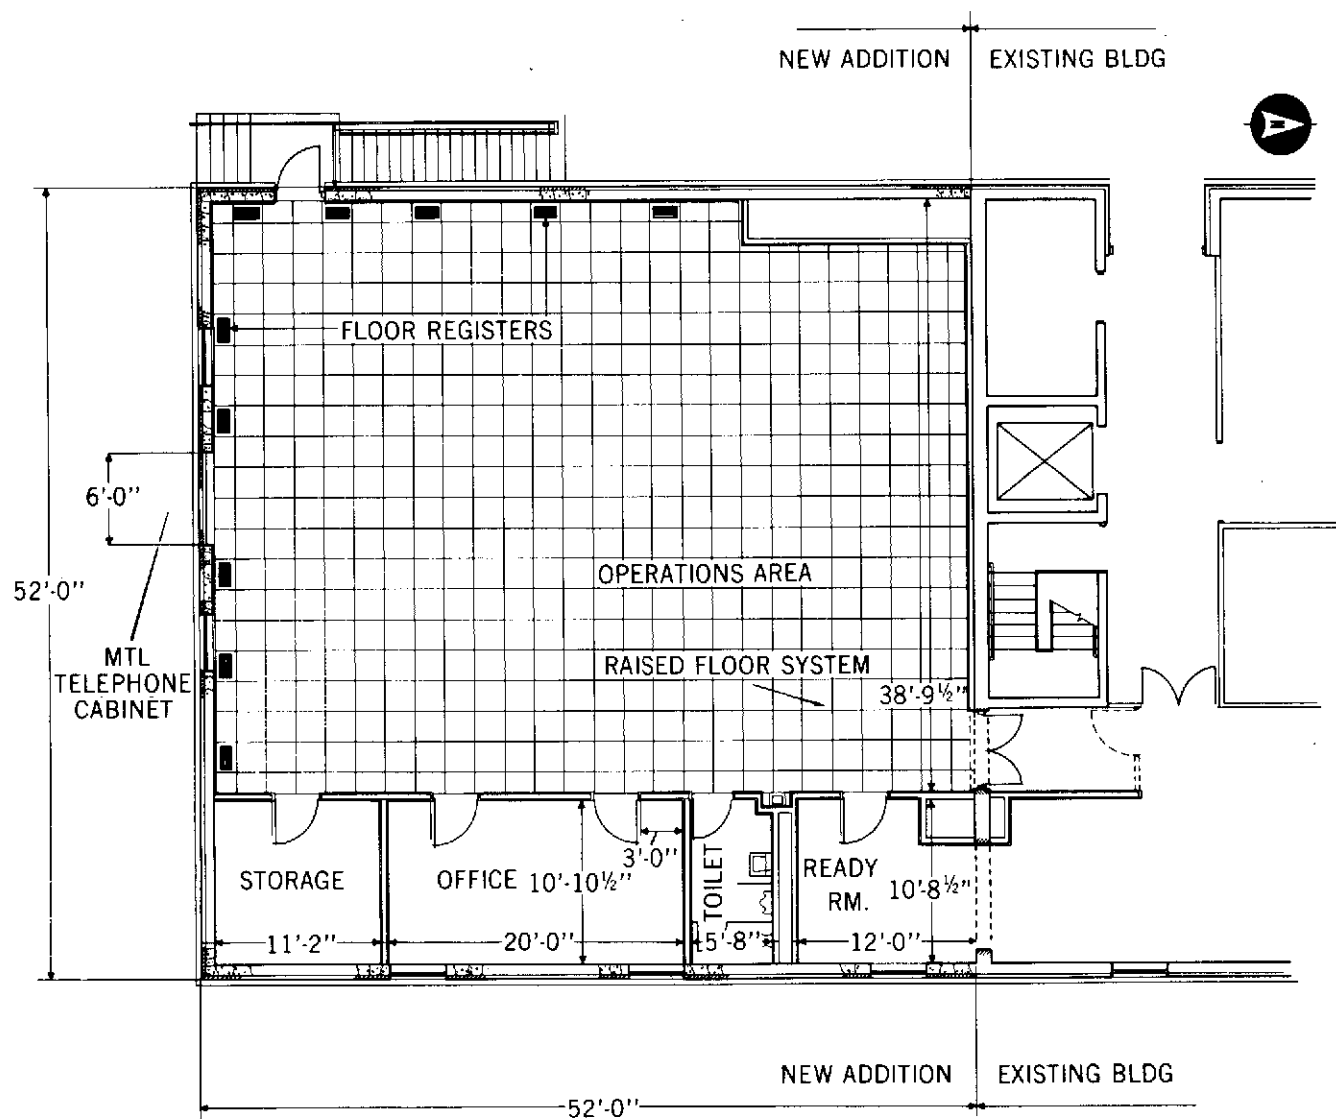 NEW ADDITION EXISTING BLDG
N
FLOOR REGISTERS
6'-0"
52'-0"
OPERATIONS AREA
MTL
TELEPHONE
CABINET
RAISED FLOOR SYSTEM
38'-9½"
3'-0"
STORAGE
OFFICE
10'-10½"
TOILET
READY
RM.
10'-8½"
11'-2"
20'-0"
5'-8"
12'-0"
NEW ADDITION EXISTING BLDG
52'-0"